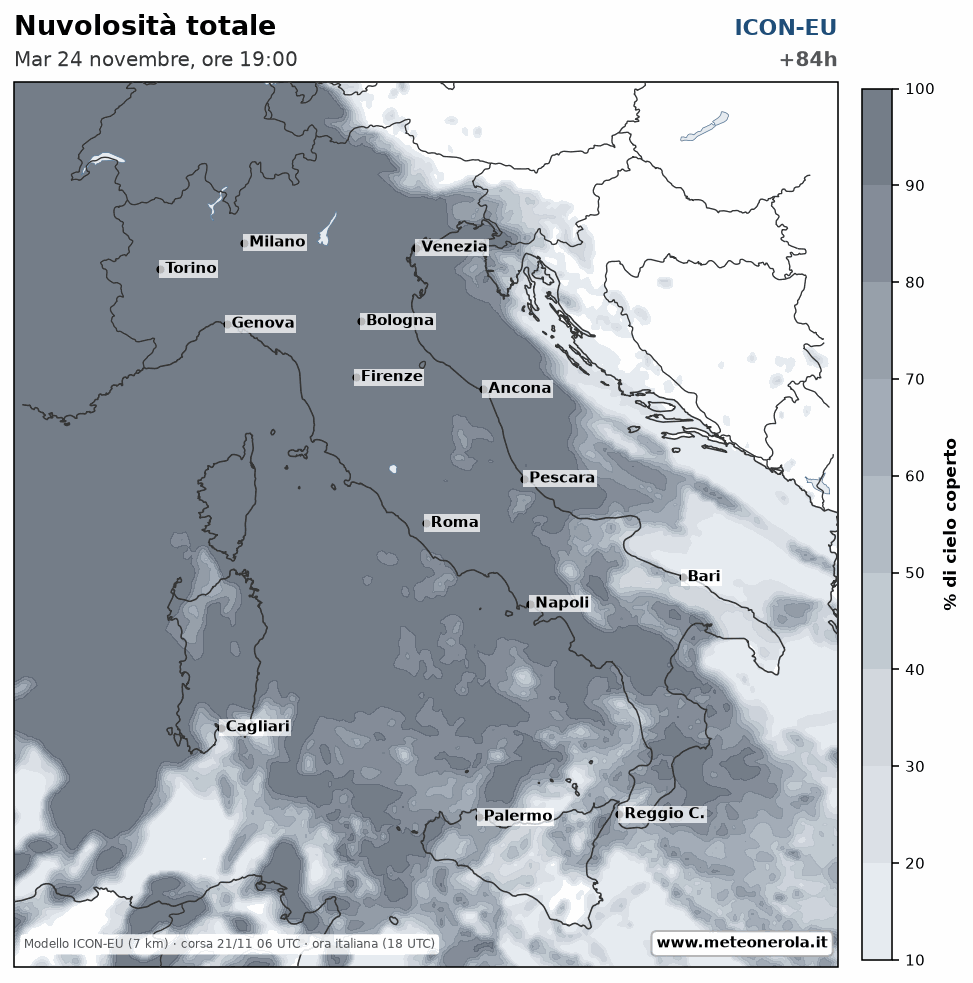 Nuvolosità totale
ICON-EU
Mar 24 novembre, ore 19:00
+84h
100
90
80
70
60
50
40
30
20
10
% di cielo coperto
Milano
Venezia
Torino
Genova
Bologna
Firenze
Ancona
Pescara
Roma
Bari
Napoli
Cagliari
Palermo
Reggio C.
Modello ICON-EU (7 km) · corsa 21/11 06 UTC · ora italiana (18 UTC)
www.meteonerola.it